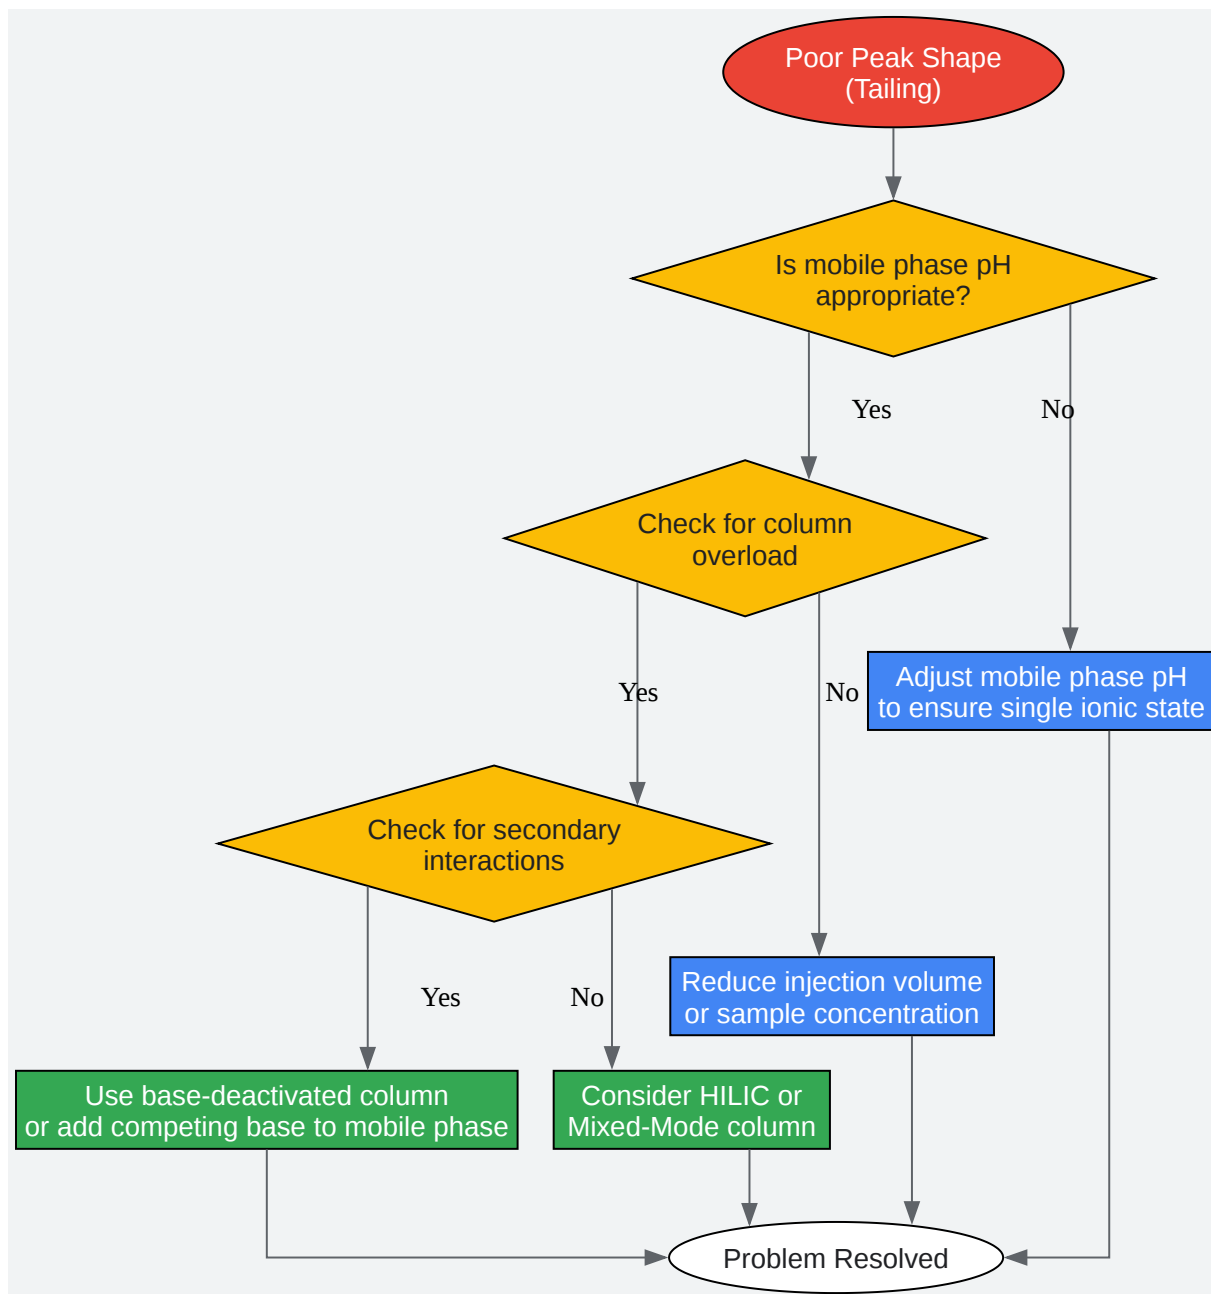 Poor Peak Shape
(Tailing)
Is mobile phase pH
appropriate?
Yes
No
Check for column
overload
Yes
No
Adjust mobile phase pH
to ensure single ionic state
Check for secondary
interactions
Yes
No
Reduce injection volume
or sample concentration
Use base-deactivated column
or add competing base to mobile phase
Consider HILIC or
Mixed-Mode column
Problem Resolved